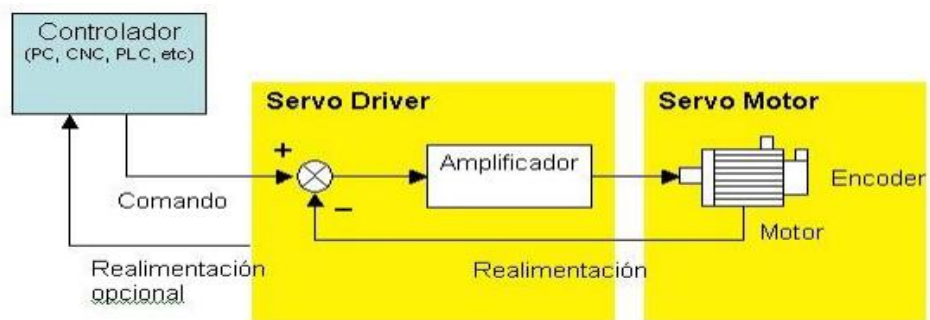 Controlador
(PC, CNC, PLC, etc)
Servo Driver
Servo Motor
+
Amplificador
Encoder
Comando
−
Motor
Realimentación
opcional
Realimentación